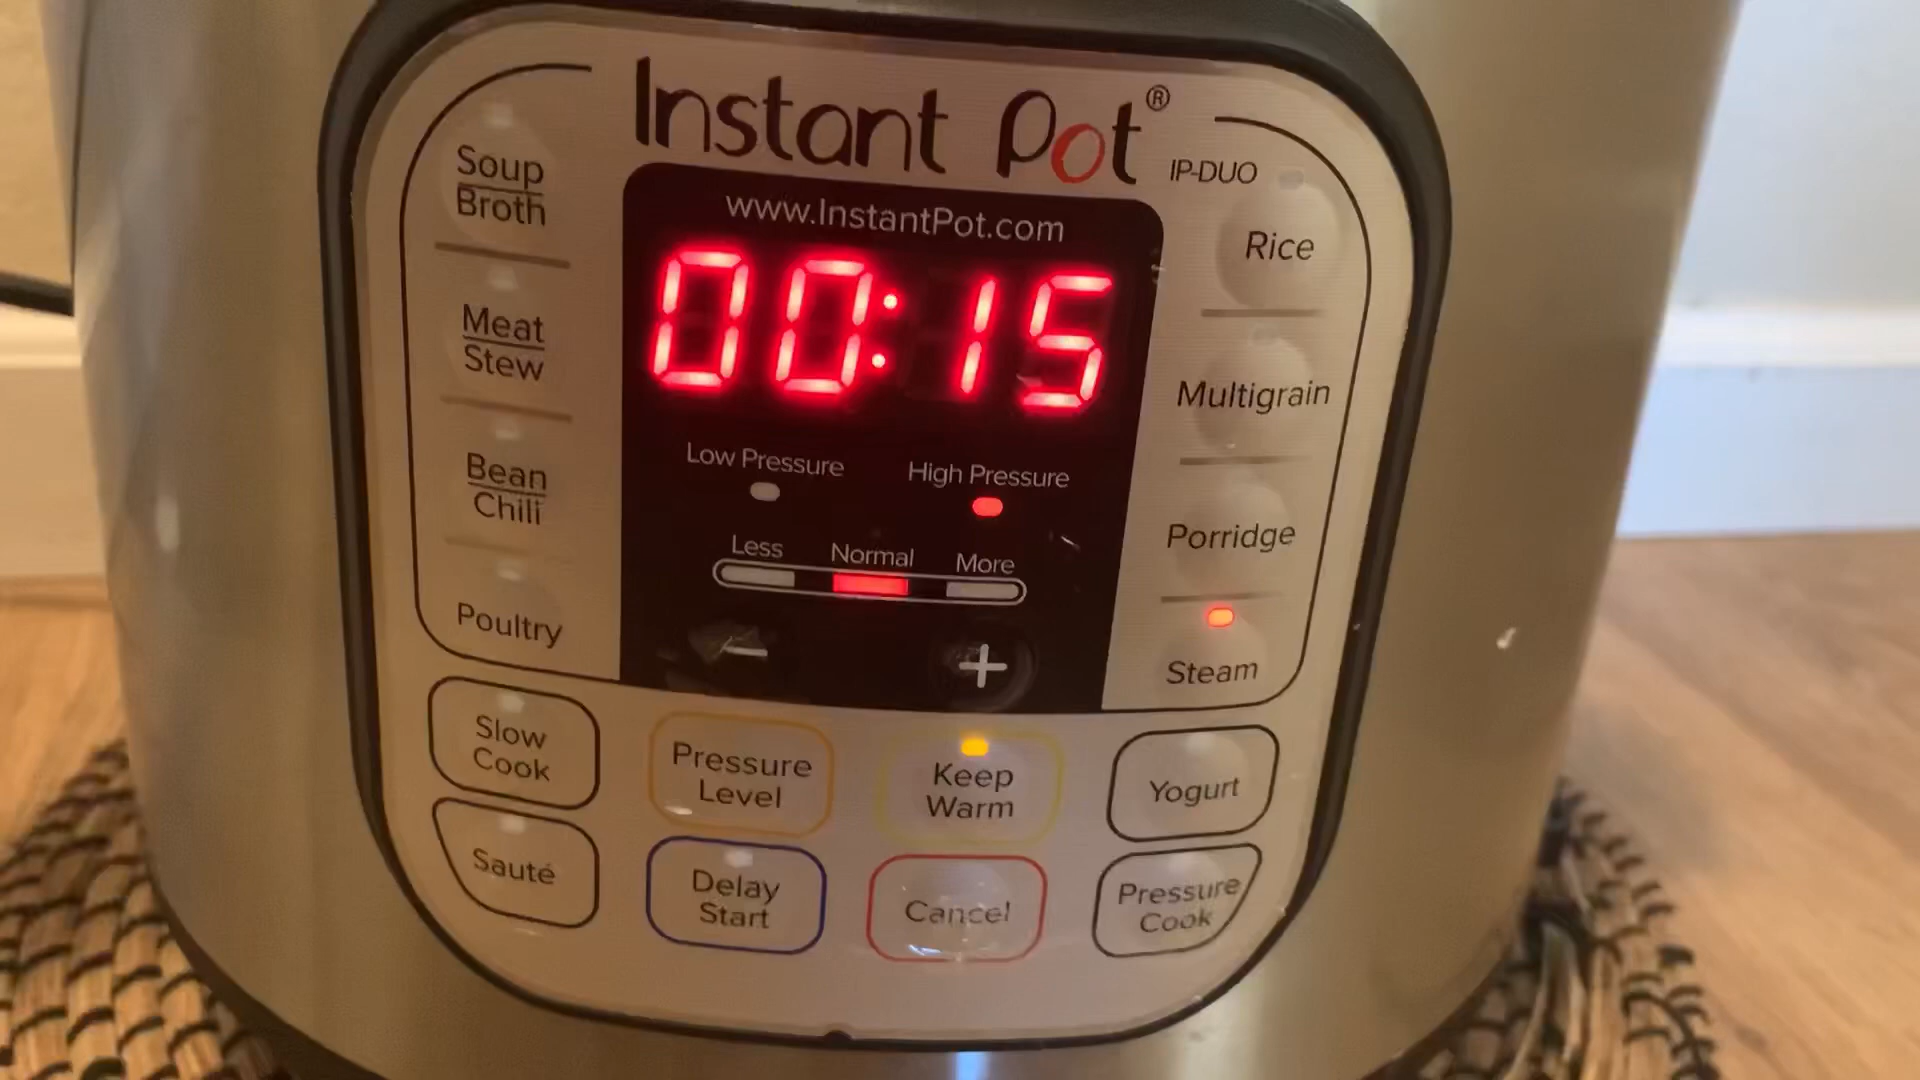 Instant Pot®
IP-DUO
www.InstantPot.com
00:15
Low Pressure
High Pressure
Less
Normal
More
−
+
Soup
Broth
Meat
Stew
Bean
Chili
Poultry
Rice
Multigrain
Porridge
Steam
Slow
Cook
Sauté
Pressure
Level
Delay
Start
Keep
Warm
Cancel
Yogurt
Pressure
Cook